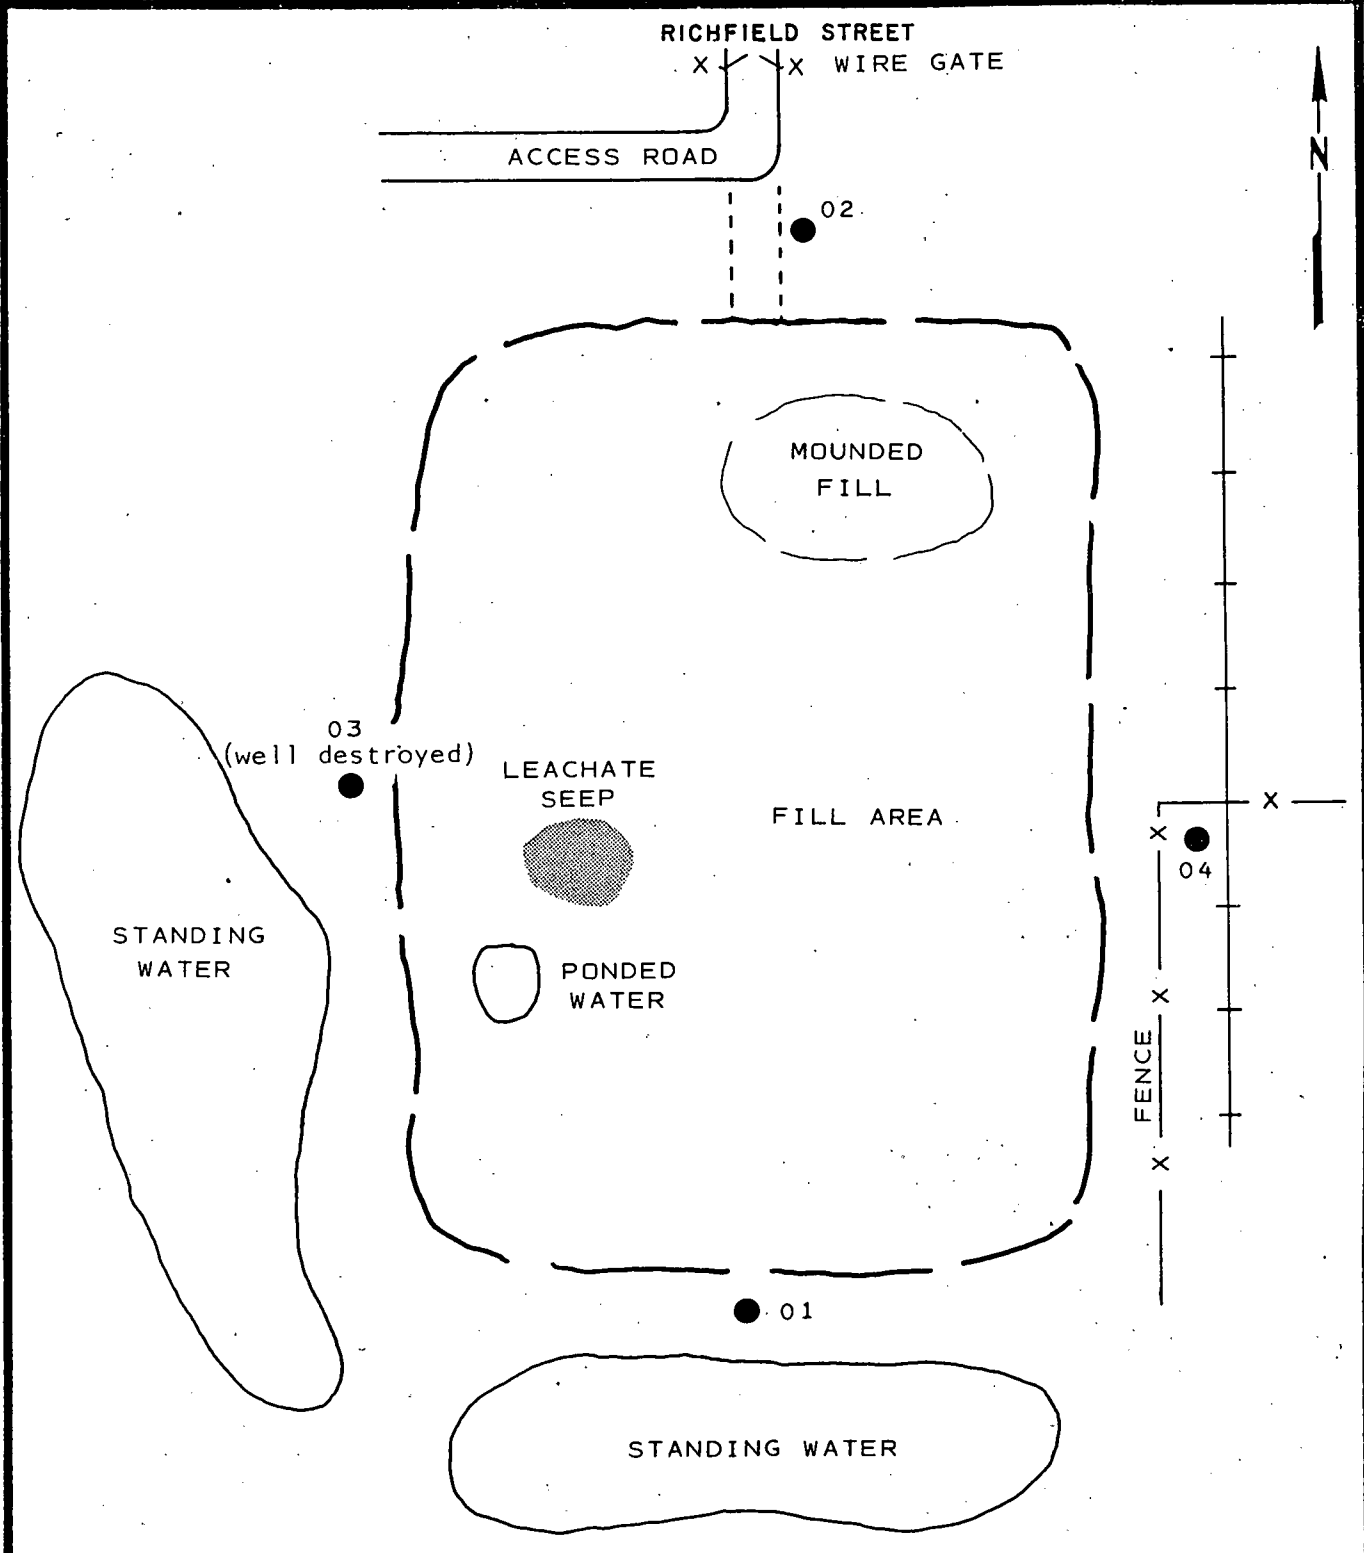 RICHFIELD STREET
X X WIRE GATE
ACCESS ROAD
N
02
MOUNDED
FILL
03
(well destroyed)
LEACHATE
SEEP
FILL AREA
X
X
04
STANDING
WATER
PONDED
WATER
X
FENCE
X
01
STANDING WATER